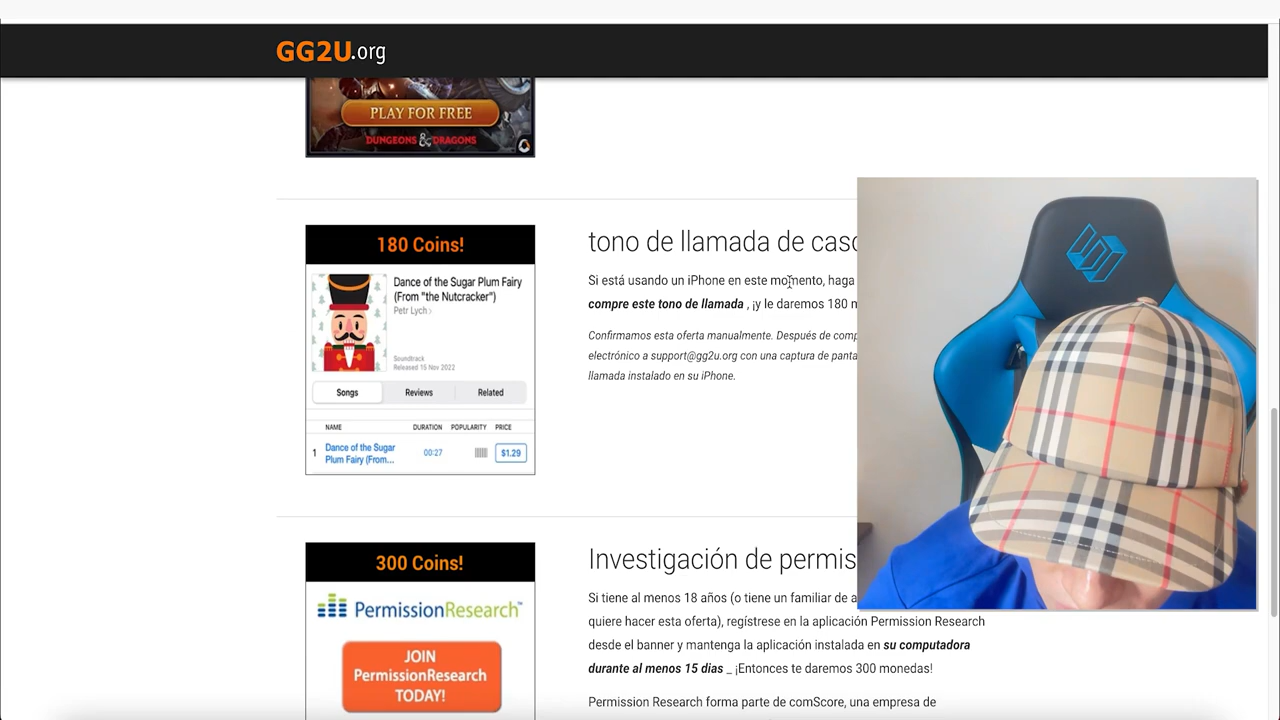 GG2U.org
PLAY FOR FREE
DUNGEONS & DRAGONS
180 Coins!
Dance of the Sugar Plum Fairy
(From "the Nutcracker")
Petr Lych >
Soundtrack
Released 16 Nov 2022
Songs Reviews Related
NAME DURATION POPULARITY PRICE
1 Dance of the Sugar Plum Fairy (From... 00:27 $1.29
tono de llamada de
Si está usando un iPhone en este momento, haga
compre este tono de llamada , ¡y le daremos 180
Confirmamos esta oferta manualmente. Después de
electrónico a support@gg2u.org con una captura de
llamada instalado en su iPhone.
300 Coins!
PermissionResearch™
JOIN
PermissionResearch
TODAY!
Investigación de
Si tiene al menos 18 años (o tiene un familiar de
quiere hacer esta oferta), regístrese en la aplicación Permission Research
desde el banner y mantenga la aplicación instalada en su computadora
durante al menos 15 dias _ ¡Entonces te daremos 300 monedas!
Permission Research forma parte de comScore, una empresa de